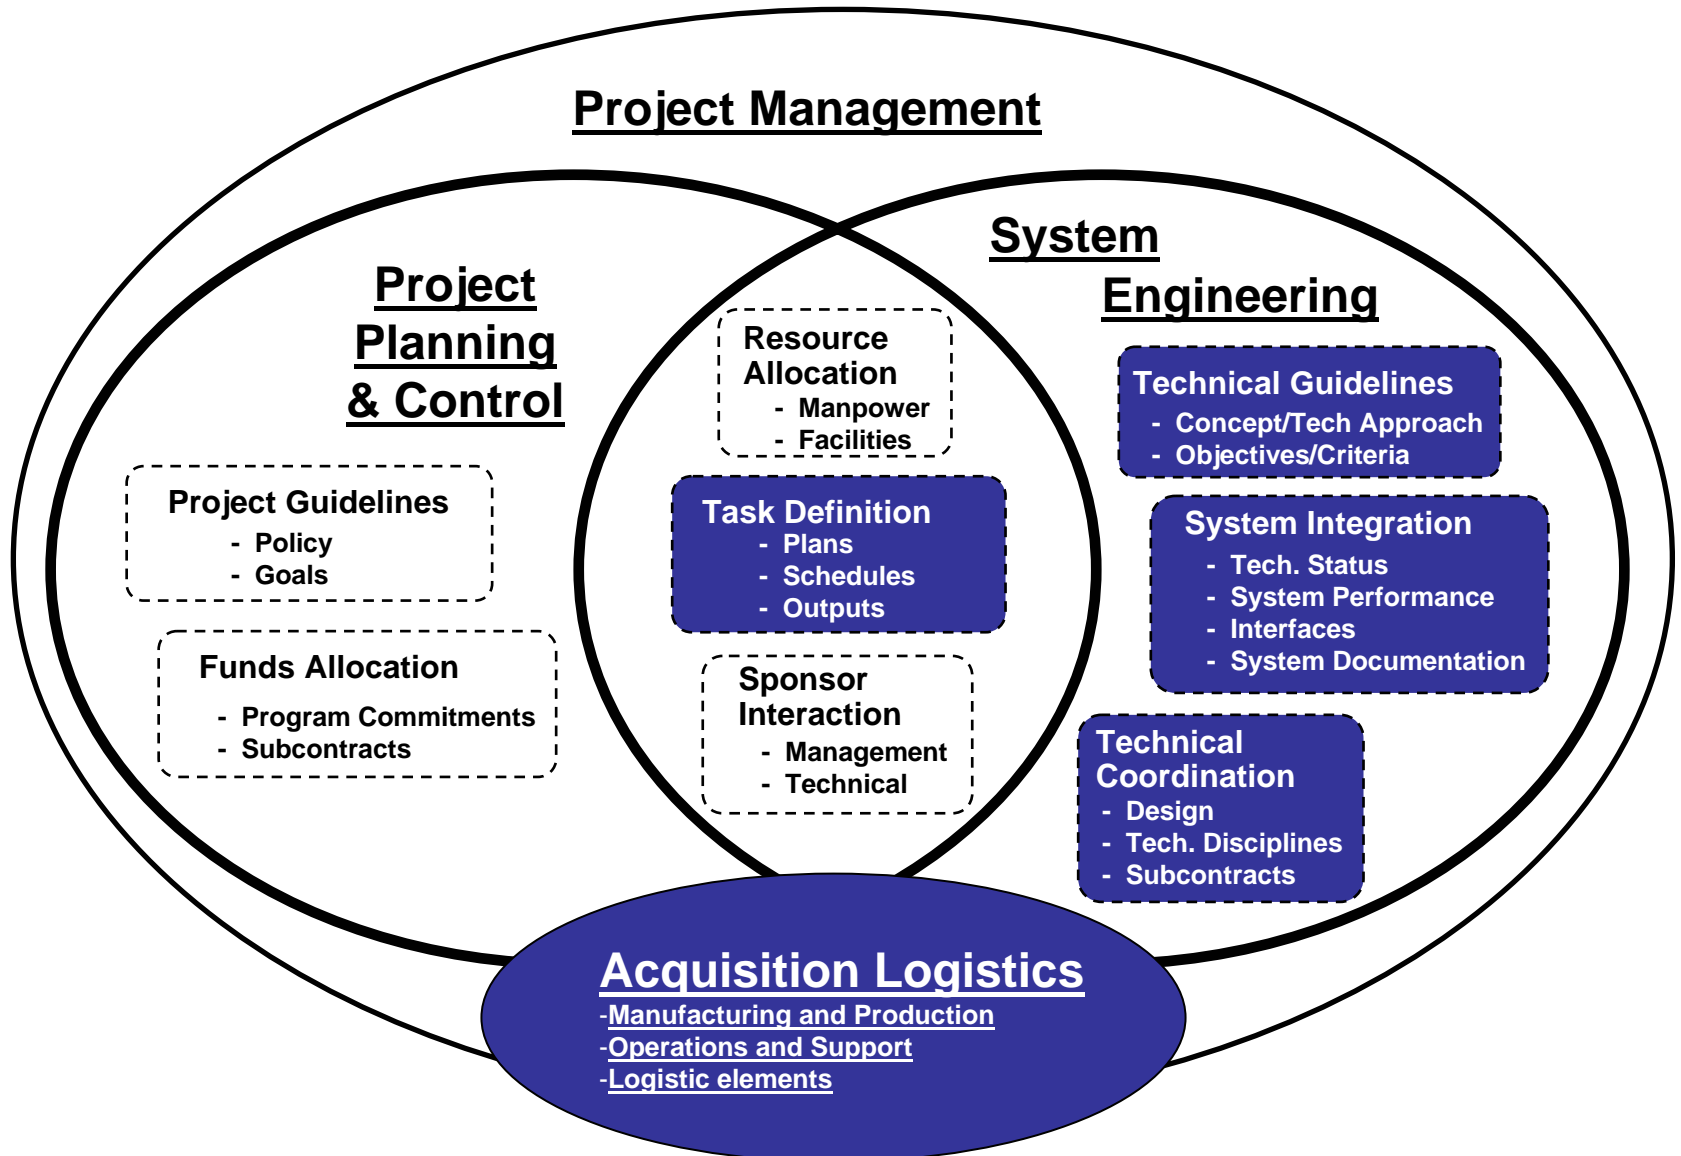 Project Management
Project
Planning
& Control
Project Guidelines
- Policy
- Goals
Funds Allocation
- Program Commitments
- Subcontracts
Resource
Allocation
- Manpower
- Facilities
Task Definition
- Plans
- Schedules
- Outputs
Sponsor
Interaction
- Management
- Technical
System
Engineering
Technical Guidelines
- Concept/Tech Approach
- Objectives/Criteria
System Integration
- Tech. Status
- System Performance
- Interfaces
- System Documentation
Technical
Coordination
- Design
- Tech. Disciplines
- Subcontracts
Acquisition Logistics
-Manufacturing and Production
-Operations and Support
-Logistic elements